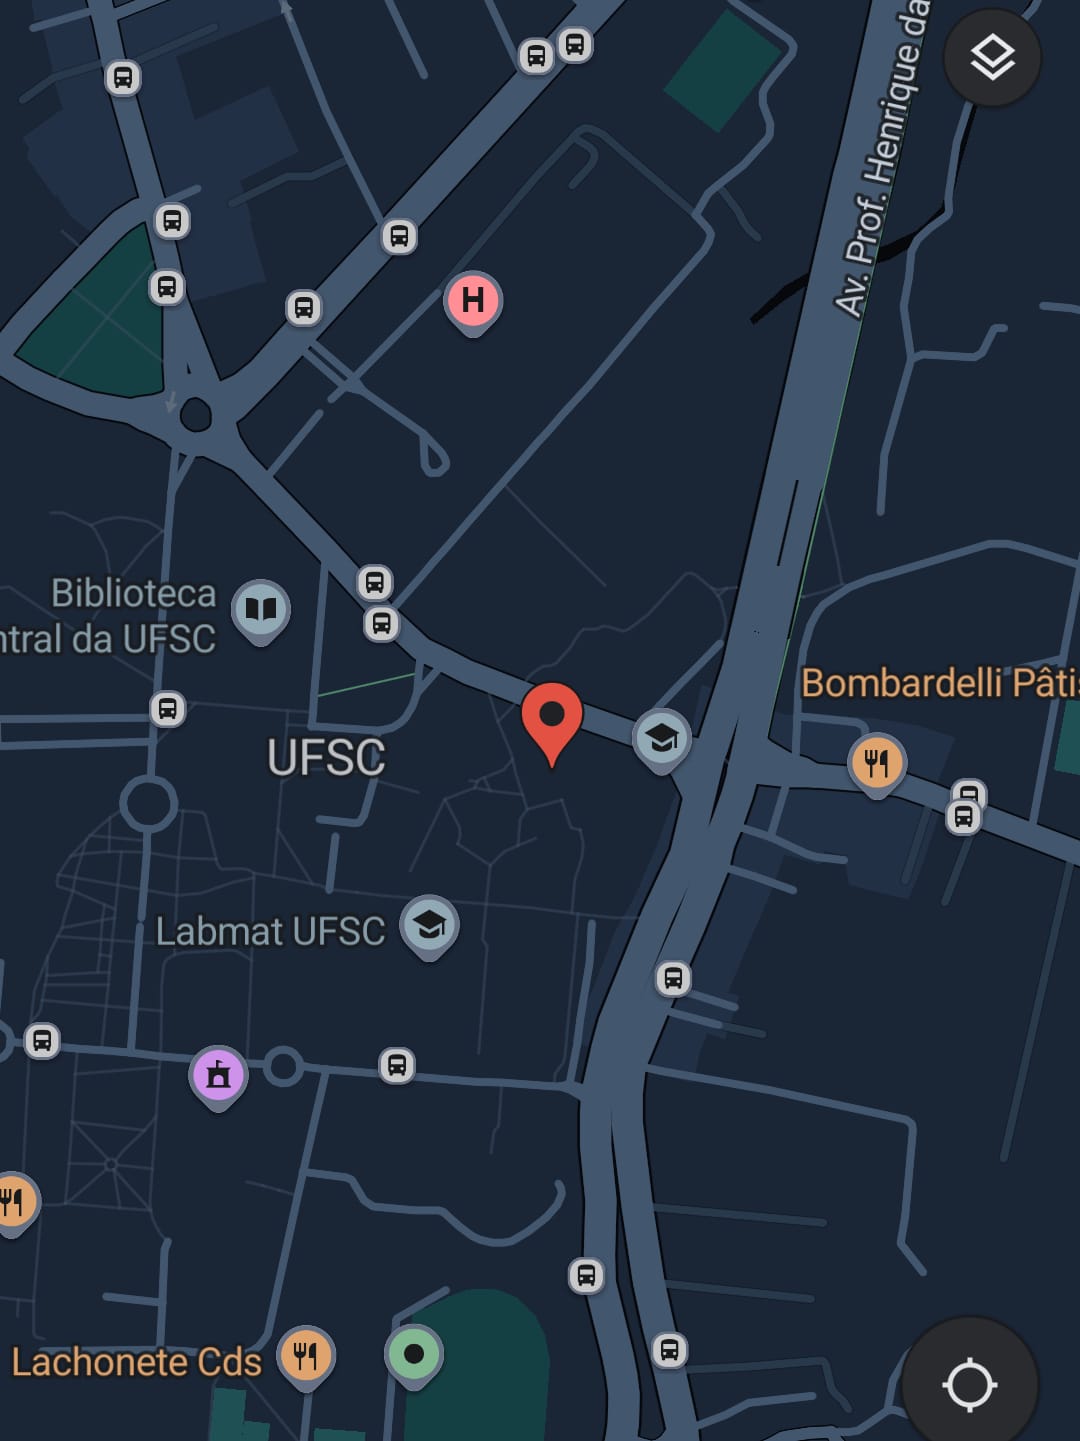 Av. Prof. Henrique da
H
Biblioteca
ntral da UFSC
Bombardelli Pâtis
UFSC
Labmat UFSC
Lachonete Cds